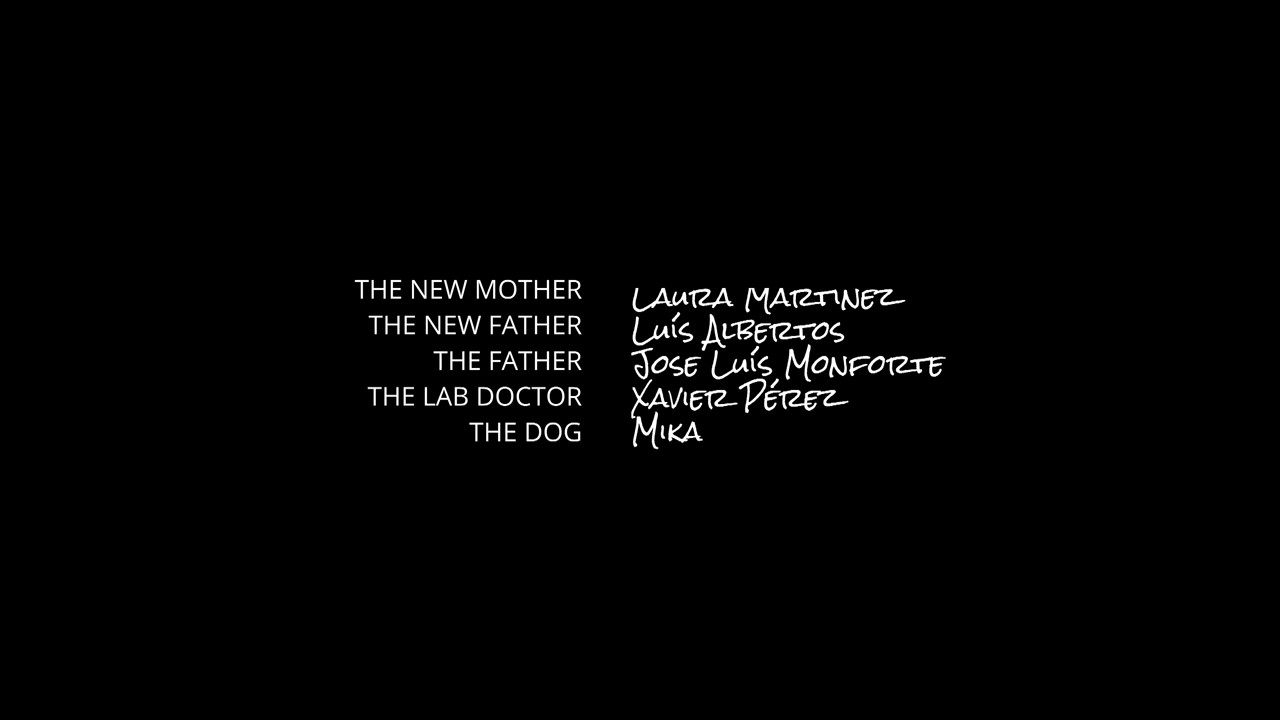 THE NEW MOTHER Laura Martinez
THE NEW FATHER Luís Albertos
THE FATHER Jose Luís Monforte
THE LAB DOCTOR Xavier Pérez
THE DOG Mika